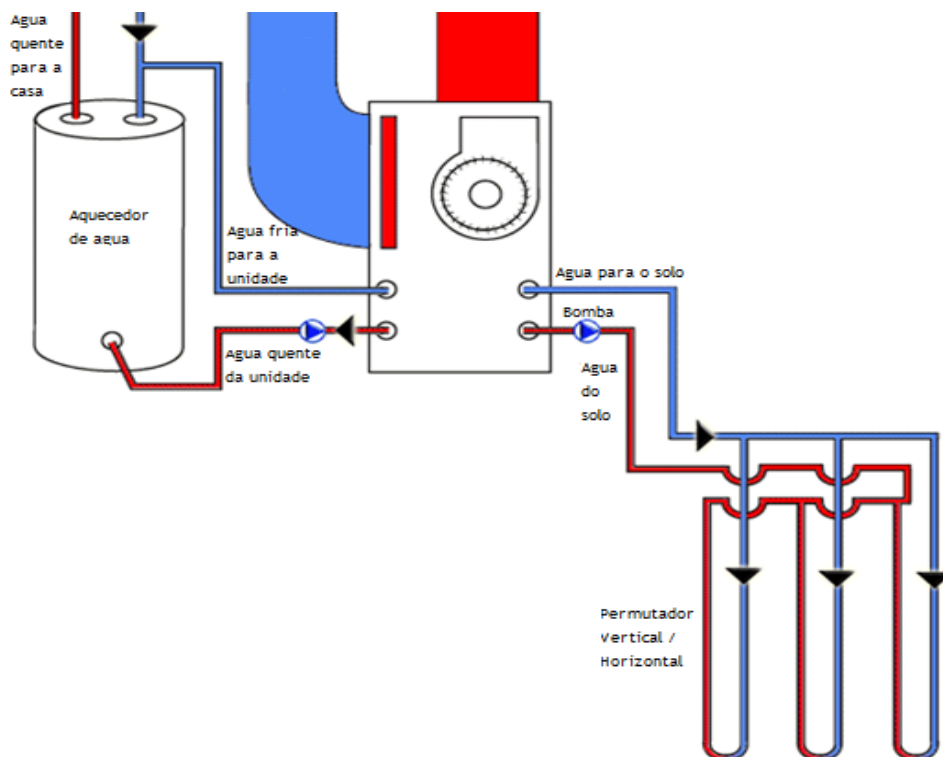 Agua
quente
para a
casa
Aquecedor
de agua
Agua fria
para a
unidade
Agua quente
da unidade
Agua para o solo
Bomba
Agua
do
solo
Permutador
Vertical /
Horizontal